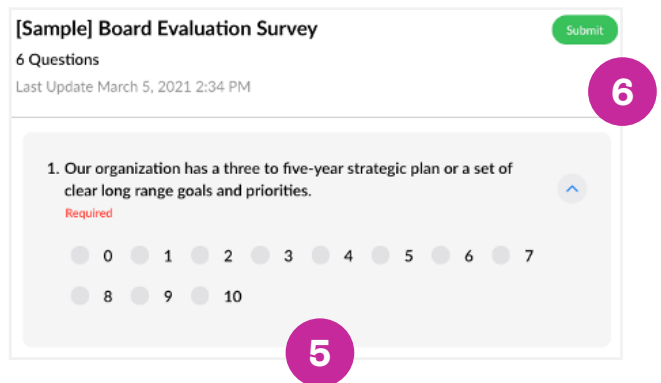 [Sample] Board Evaluation Survey
Submit
6 Questions
Last Update March 5, 2021 2:34 PM
6
1. Our organization has a three to five-year strategic plan or a set of
clear long range goals and priorities.
Required
0 1 2 3 4 5 6 7
8 9 10
5